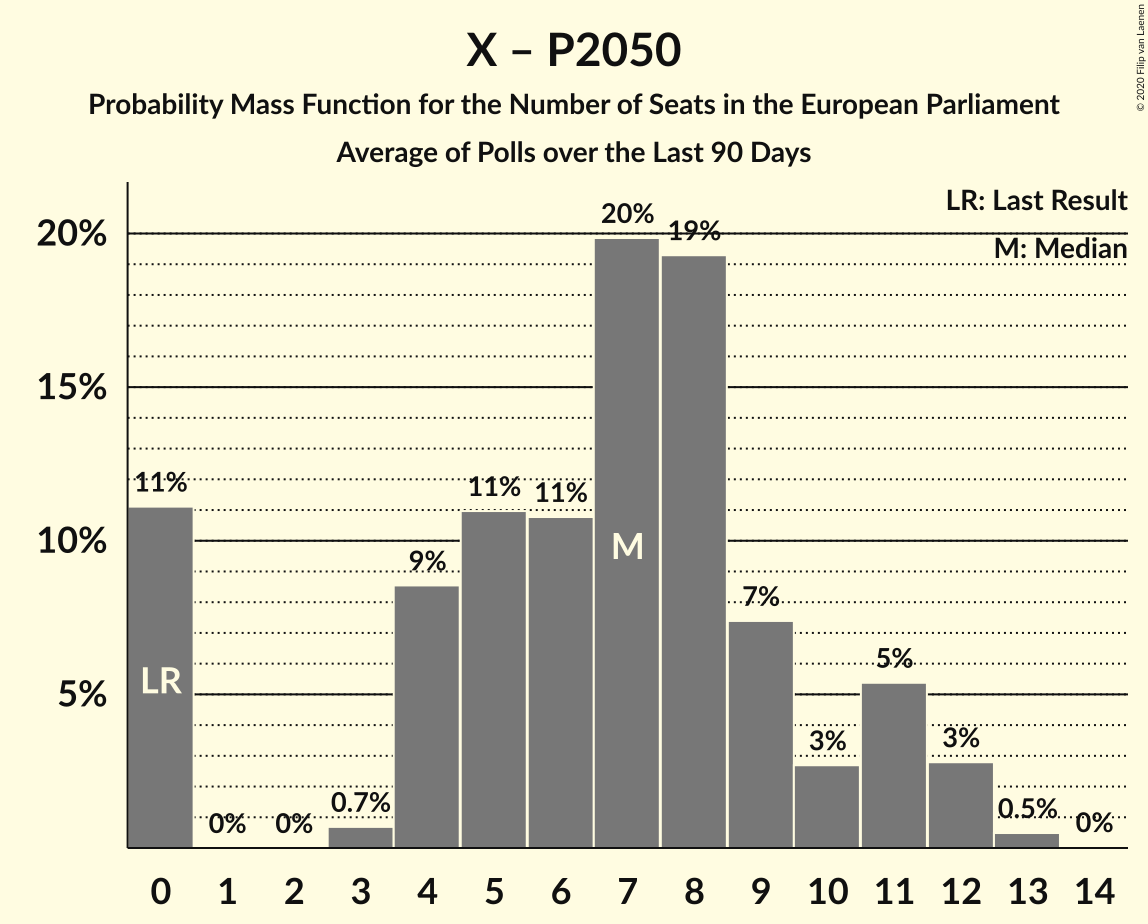 X – P2050
Probability Mass Function for the Number of Seats in the European Parliament
Average of Polls over the Last 90 Days
© 2020 Filip van Laenen
LR: Last Result
M: Median
20%
15%
10%
5%
11%
0%
0%
0.7%
9%
11%
11%
20%
19%
7%
3%
5%
3%
0.5%
0%
LR
M
0 1 2 3 4 5 6 7 8 9 10 11 12 13 14